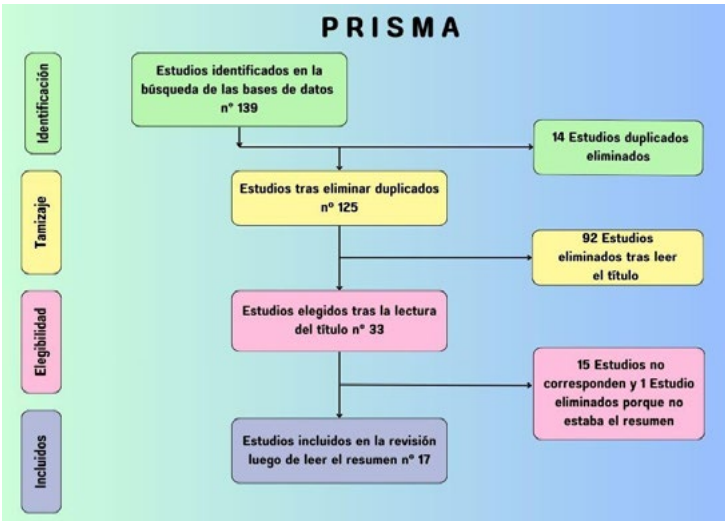 PRISMA
Identificación
Estudios identificados en la
búsqueda de las bases de datos
n° 139
14 Estudios duplicados
eliminados
Tamizaje
Estudios tras eliminar duplicados
n° 125
92 Estudios
eliminados tras leer
el título
Elegibilidad
Estudios elegidos tras la lectura
del título n° 33
15 Estudios no
corresponden y 1 Estudio
eliminados porque no
estaba el resumen
Incluidos
Estudios incluidos en la revisión
luego de leer el resumen n° 17